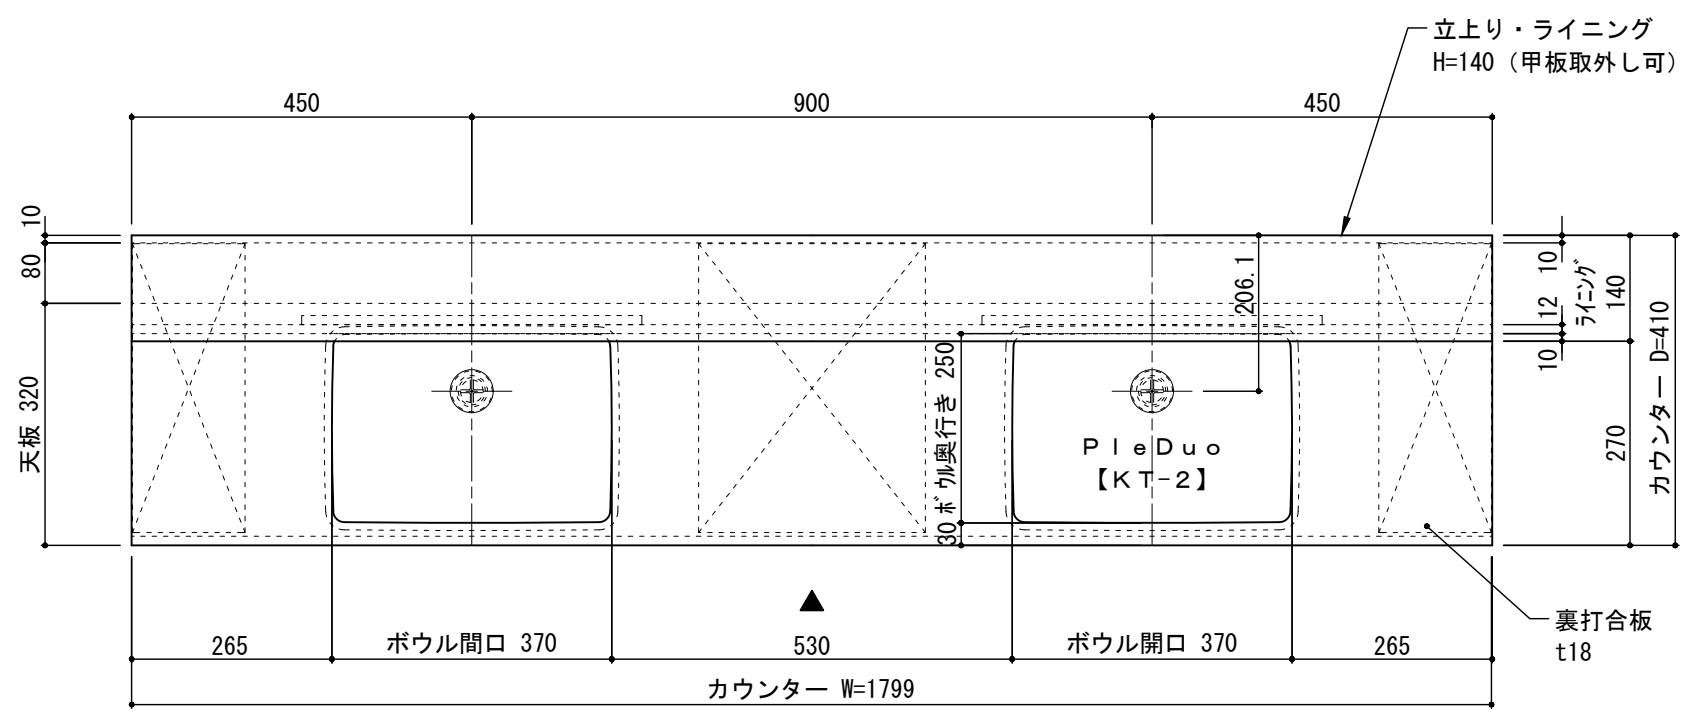 立上り・ライニング
H=140（甲板取外し可）
450
900
450
10
80
天板 320
206.1
10
12
10
ﾗｲﾆﾝｸﾞ
140
270
カウンター D=410
30
ﾎﾞｳﾙ奥行き 250
ＰｌｅＤｕｏ
【ＫＴ-２】
265
ボウル間口 370
530
ボウル開口 370
265
カウンター W=1799
裏打合板
t18